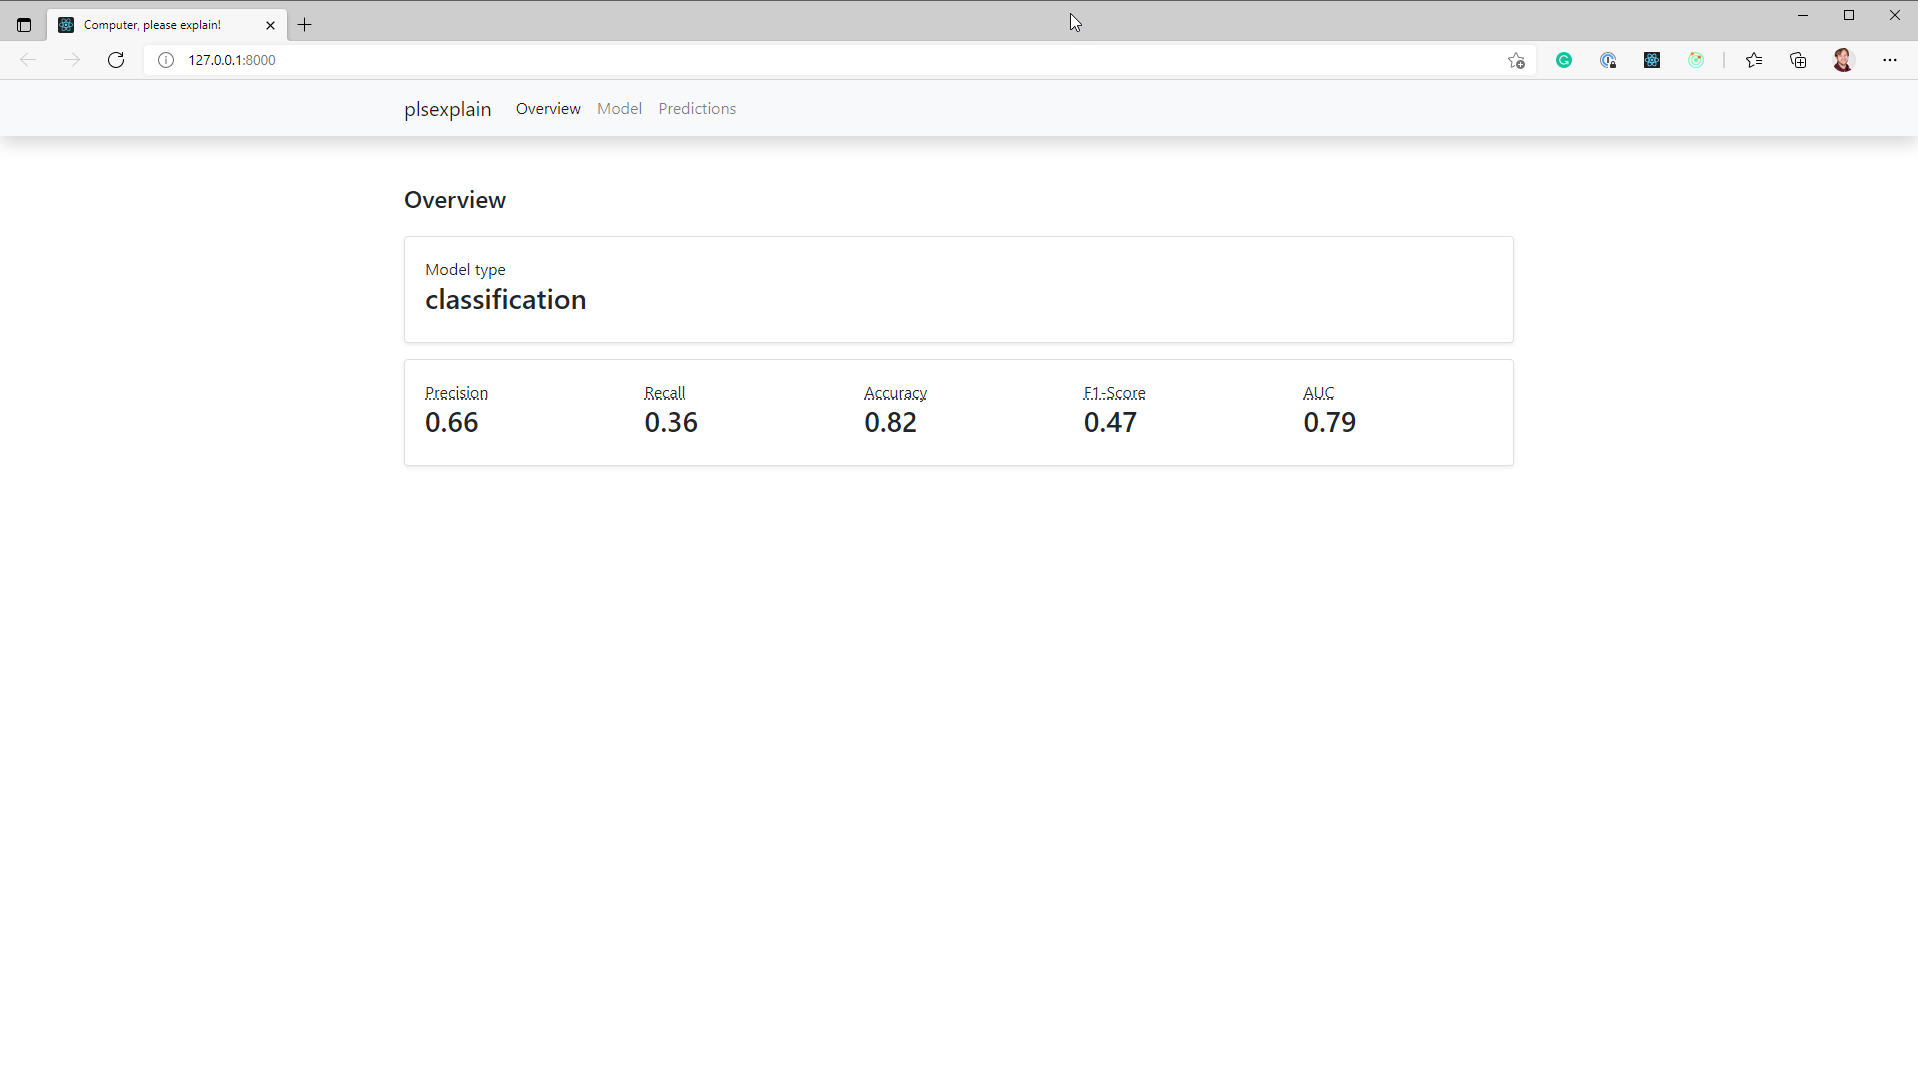 Computer, please explain!
127.0.0.1:8000
plsexplain Overview Model Predictions
Overview
Model type
classification
Precision Recall Accuracy F1-Score AUC
0.66 0.36 0.82 0.47 0.79